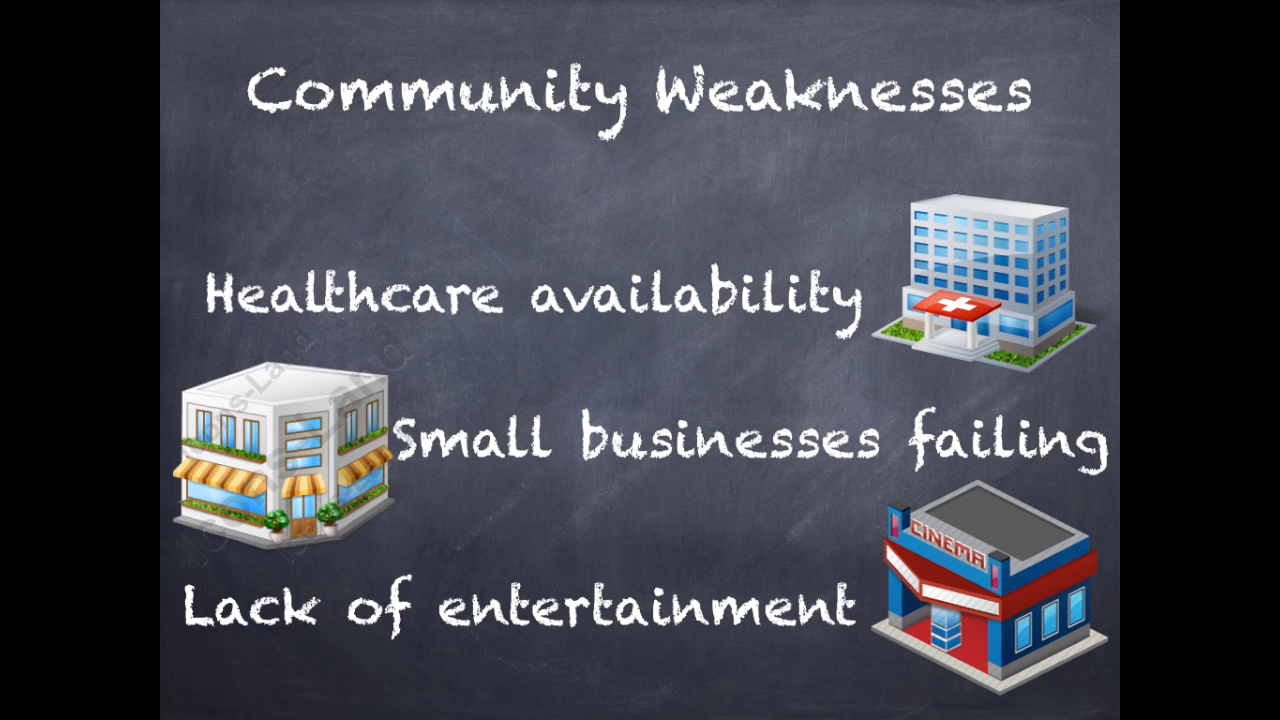 Community Weaknesses
Healthcare availability
Small businesses failing
CINEMA
Lack of entertainment